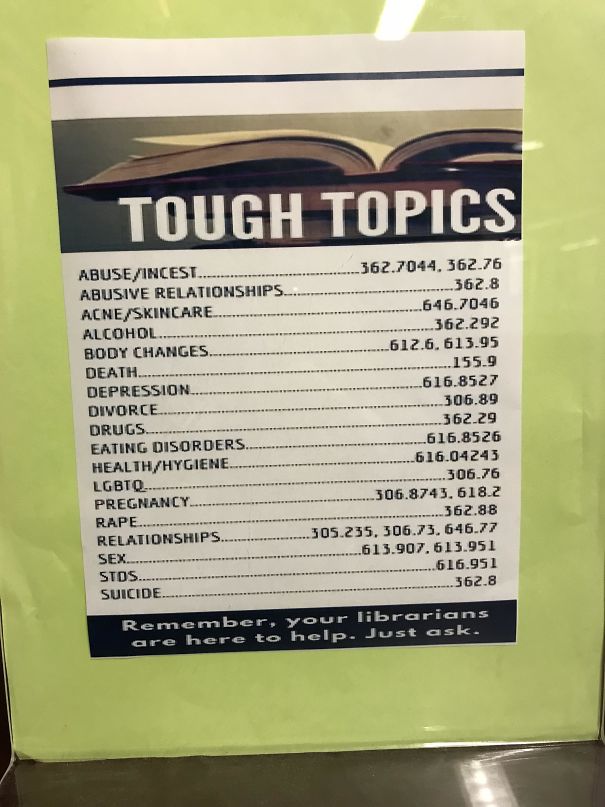 TOUGH TOPICS
ABUSE/INCEST........................362.7044, 362.76
ABUSIVE RELATIONSHIPS........................362.8
ACNE/SKINCARE........................646.7046
ALCOHOL........................362.292
BODY CHANGES........................612.6, 613.95
DEATH........................155.9
DEPRESSION........................616.8527
DIVORCE........................306.89
DRUGS........................362.29
EATING DISORDERS........................616.8526
HEALTH/HYGIENE........................616.04243
LGBTQ........................306.76
PREGNANCY........................306.8743, 618.2
RAPE........................362.88
RELATIONSHIPS........................305.235, 306.73, 646.77
SEX........................613.907, 613.951
STDS........................616.951
SUICIDE........................362.8
Remember, your librarians
are here to help. Just ask.